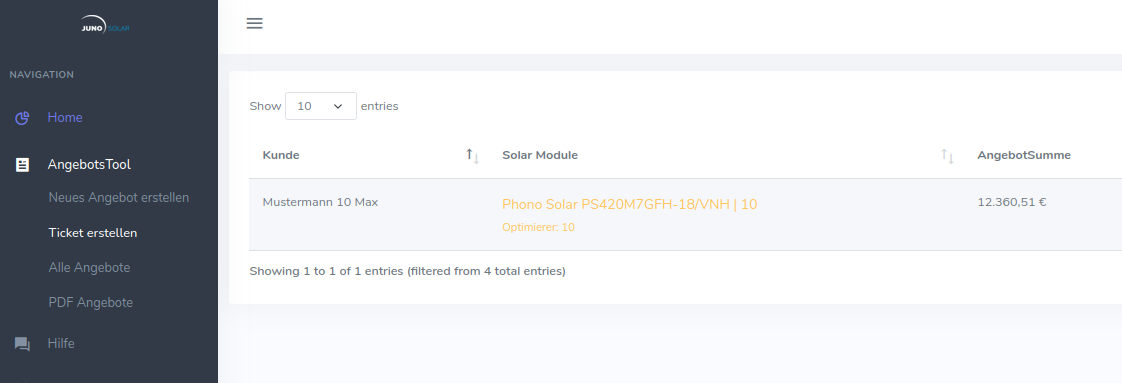 JUNO SOLAR
NAVIGATION
Home
AngebotsTool
Neues Angebot erstellen
Ticket erstellen
Alle Angebote
PDF Angebote
Hilfe
Show 10 entries
Kunde Solar Module AngebotSumme
Mustermann 10 Max Phono Solar PS420M7GFH-18/VNH | 10 12.360,51 €
Optimierer: 10
Showing 1 to 1 of 1 entries (filtered from 4 total entries)